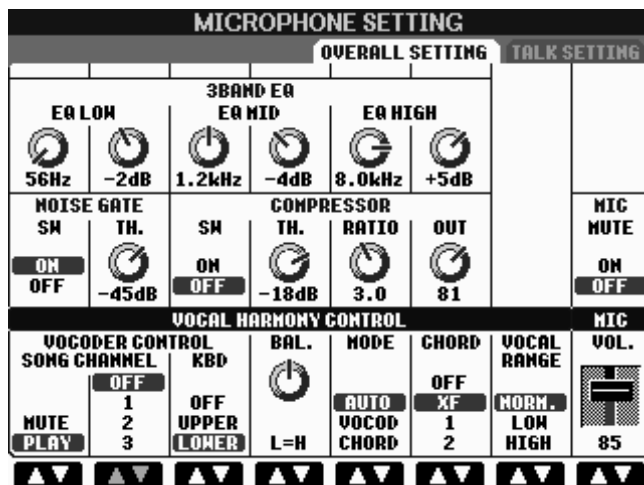 MICROPHONE SETTING
OVERALL SETTING TALK SETTING
3BAND EQ
EQ LOW EQ MID EQ HIGH
56Hz -2dB 1.2kHz -4dB 8.0kHz +5dB
NOISE GATE COMPRESSOR MIC
SW TH. SW TH. RATIO OUT MUTE
ON ON ON
OFF OFF OFF
-45dB -18dB 3.0 81
VOCAL HARMONY CONTROL MIC
VOCODER CONTROL BAL. MODE CHORD VOCAL VOL.
SONG CHANNEL KBD RANGE
OFF OFF
1 OFF AUTO XF NORM.
MUTE 2 UPPER VOCOD 1 LOW
PLAY 3 LOWER L=H CHORD 2 HIGH 85